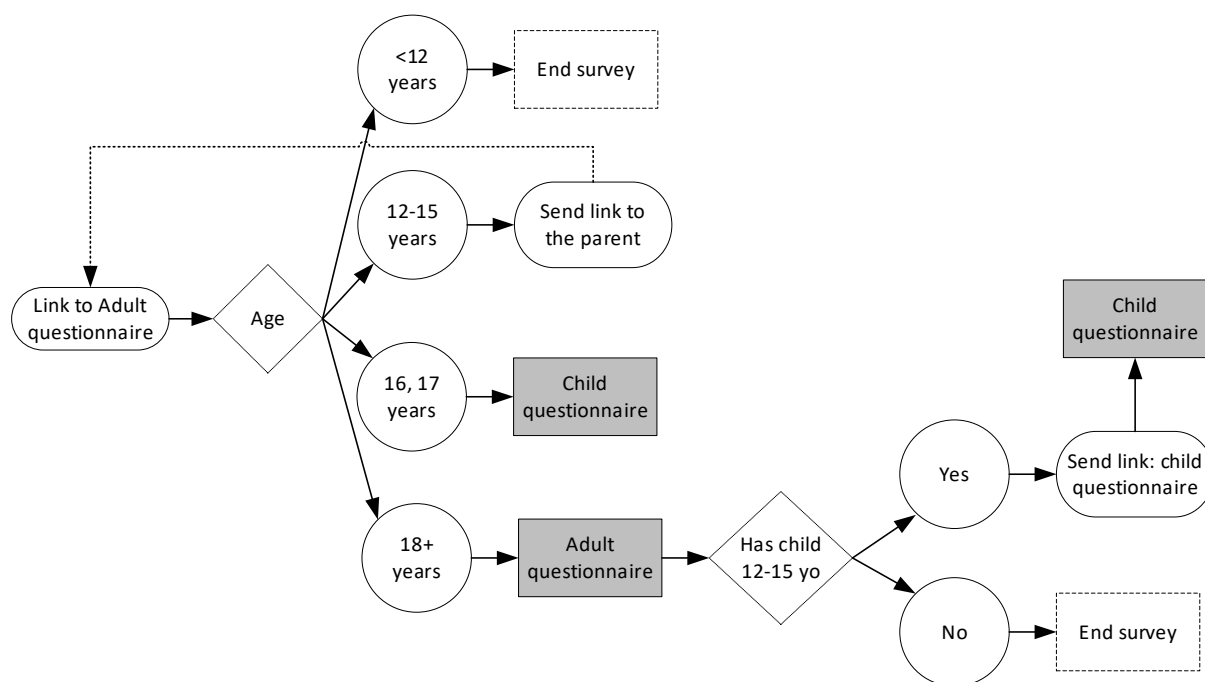 <12
years
End survey
12-15
years
Send link to
the parent
Link to Adult
questionnaire
Age
16, 17
years
Child
questionnaire
18+
years
Adult
questionnaire
Has child
12-15 yo
Yes
Send link: child
questionnaire
Child
questionnaire
No
End survey